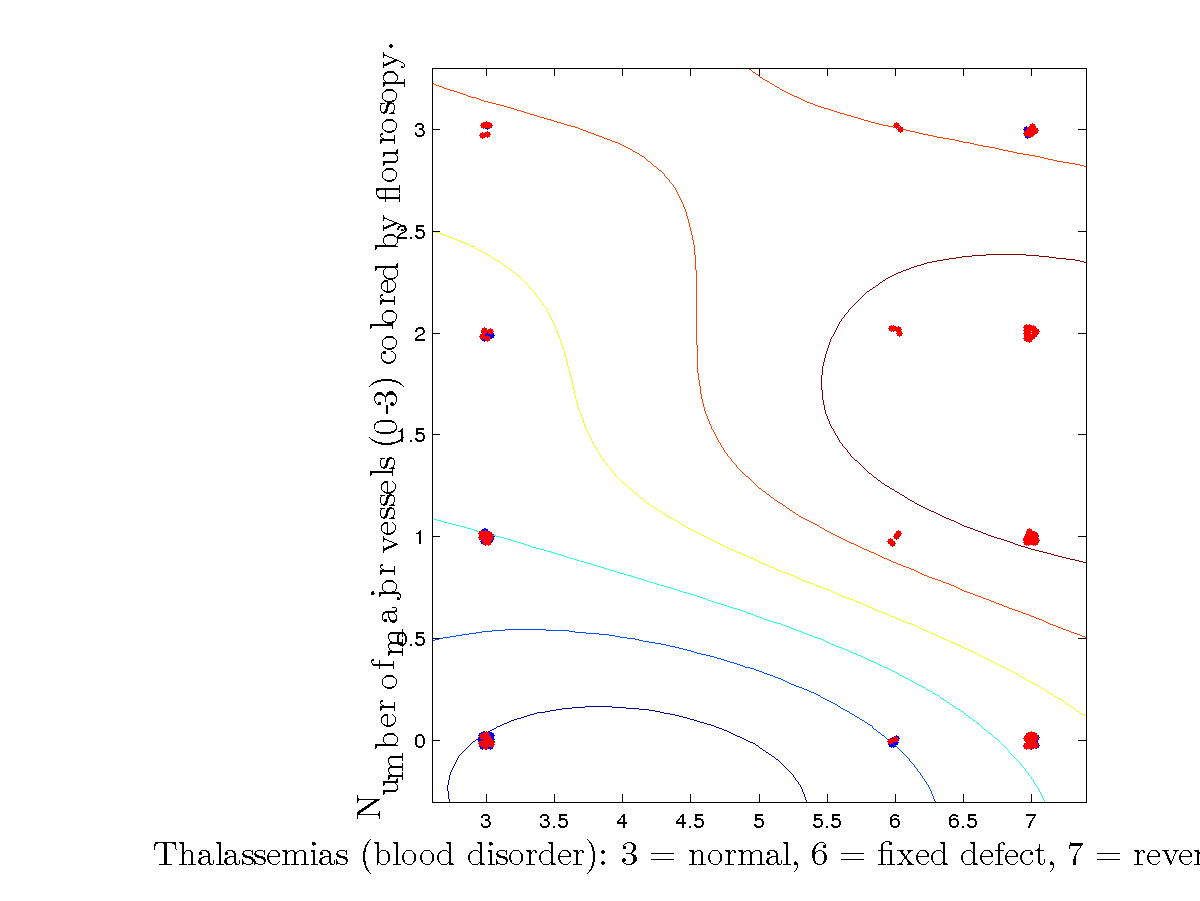 Number of major vessels (0-3) colored by flourosopy.
3
2.5
2
1.5
1
0.5
0
3 3.5 4 4.5 5 5.5 6 6.5 7
Thalassemias (blood disorder): 3 = normal, 6 = fixed defect, 7 = rever